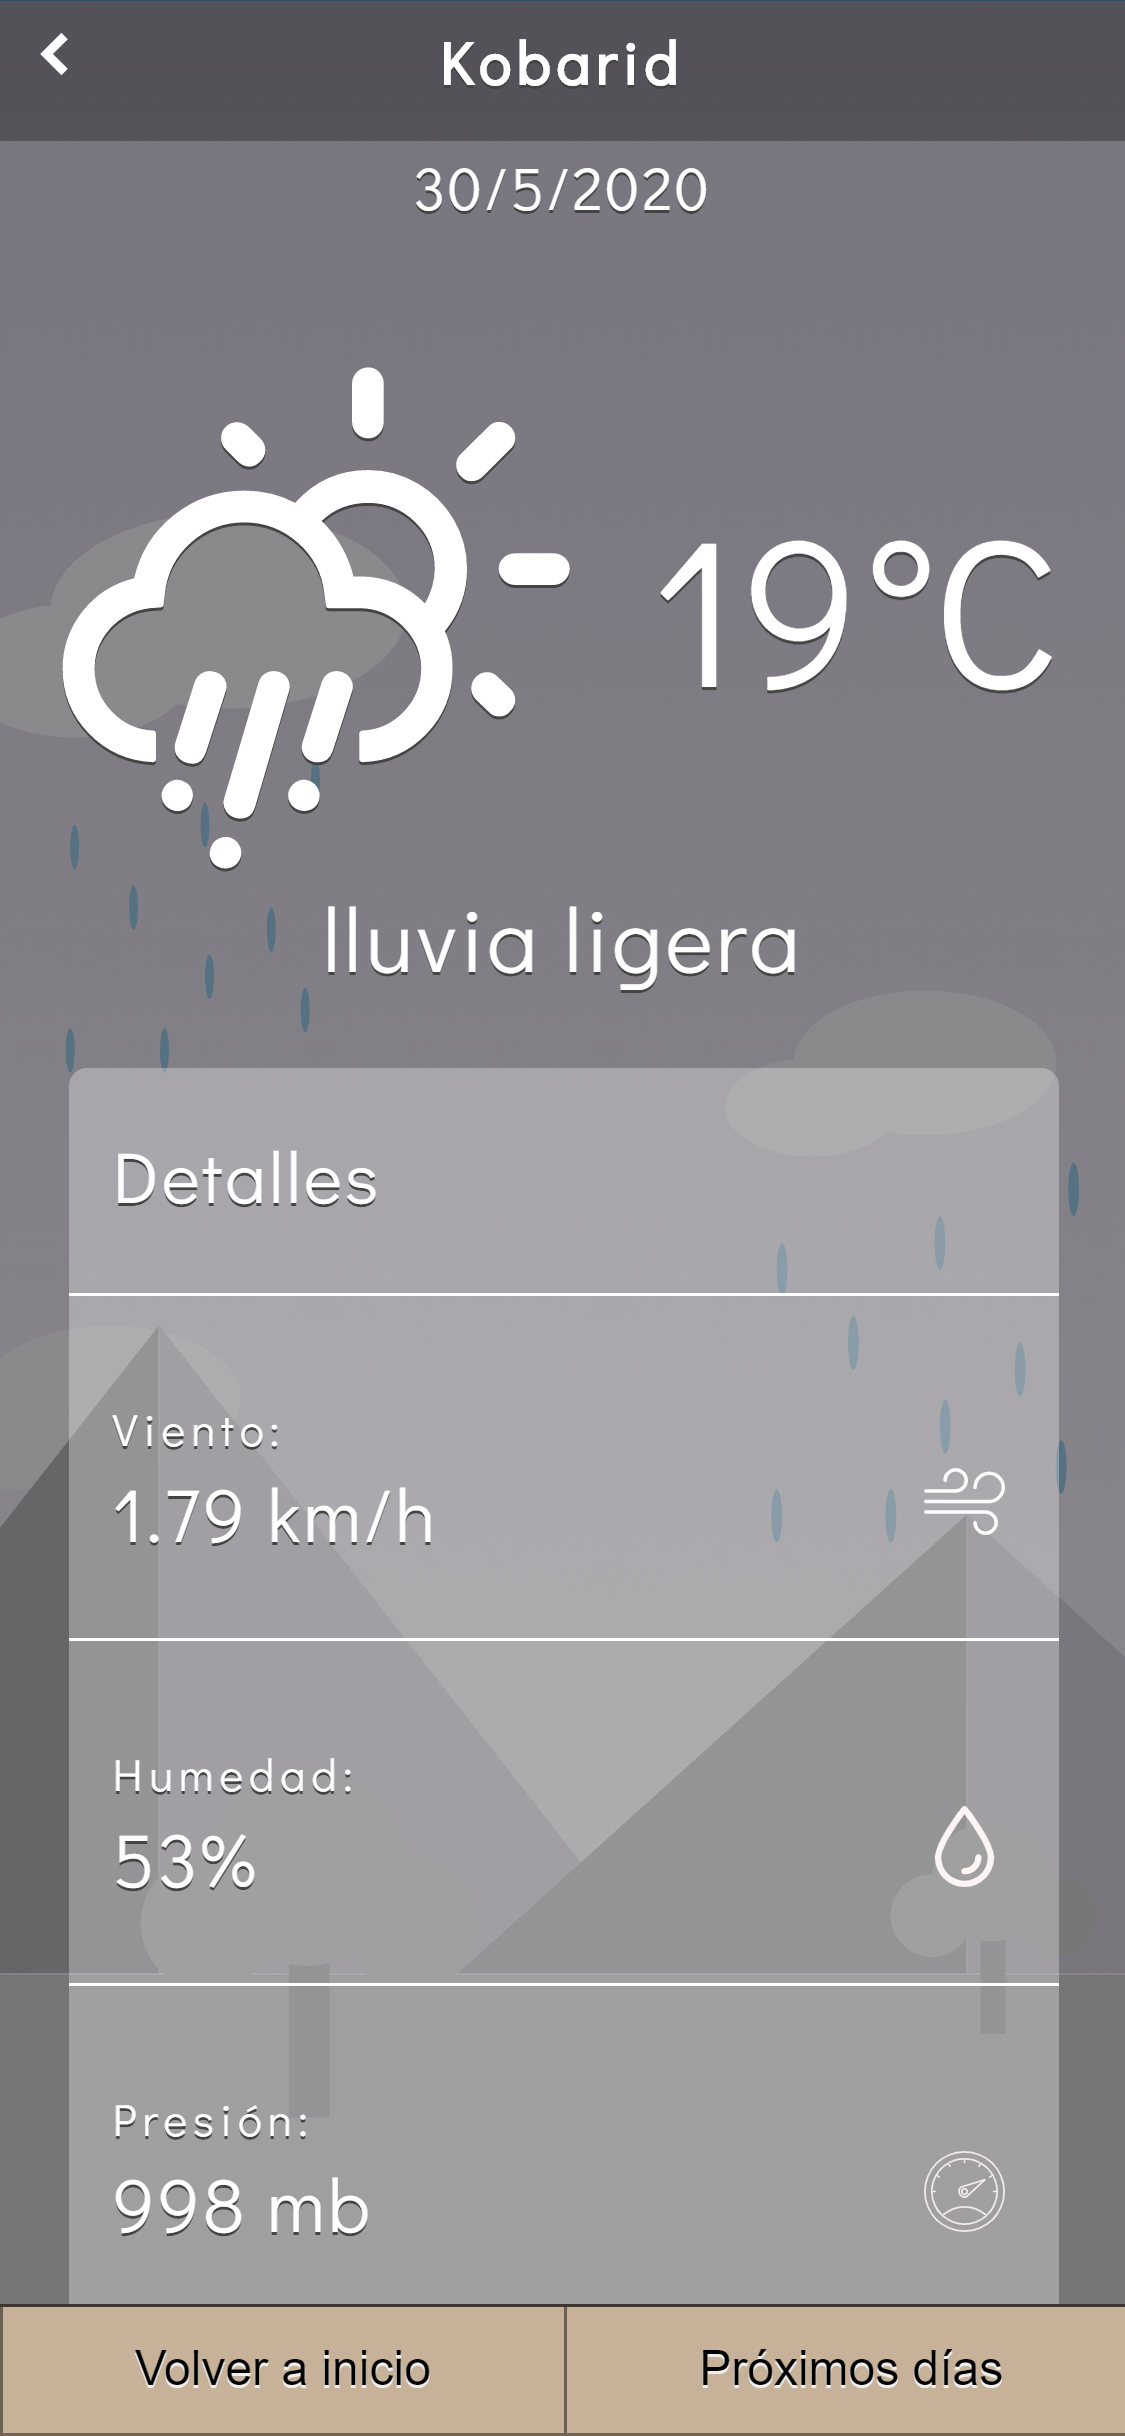 Kobarid
30/5/2020
19°C
lluvia ligera
Detalles
Viento:
1.79 km/h
Humedad:
53%
Presión:
998 mb
Volver a inicio
Próximos días